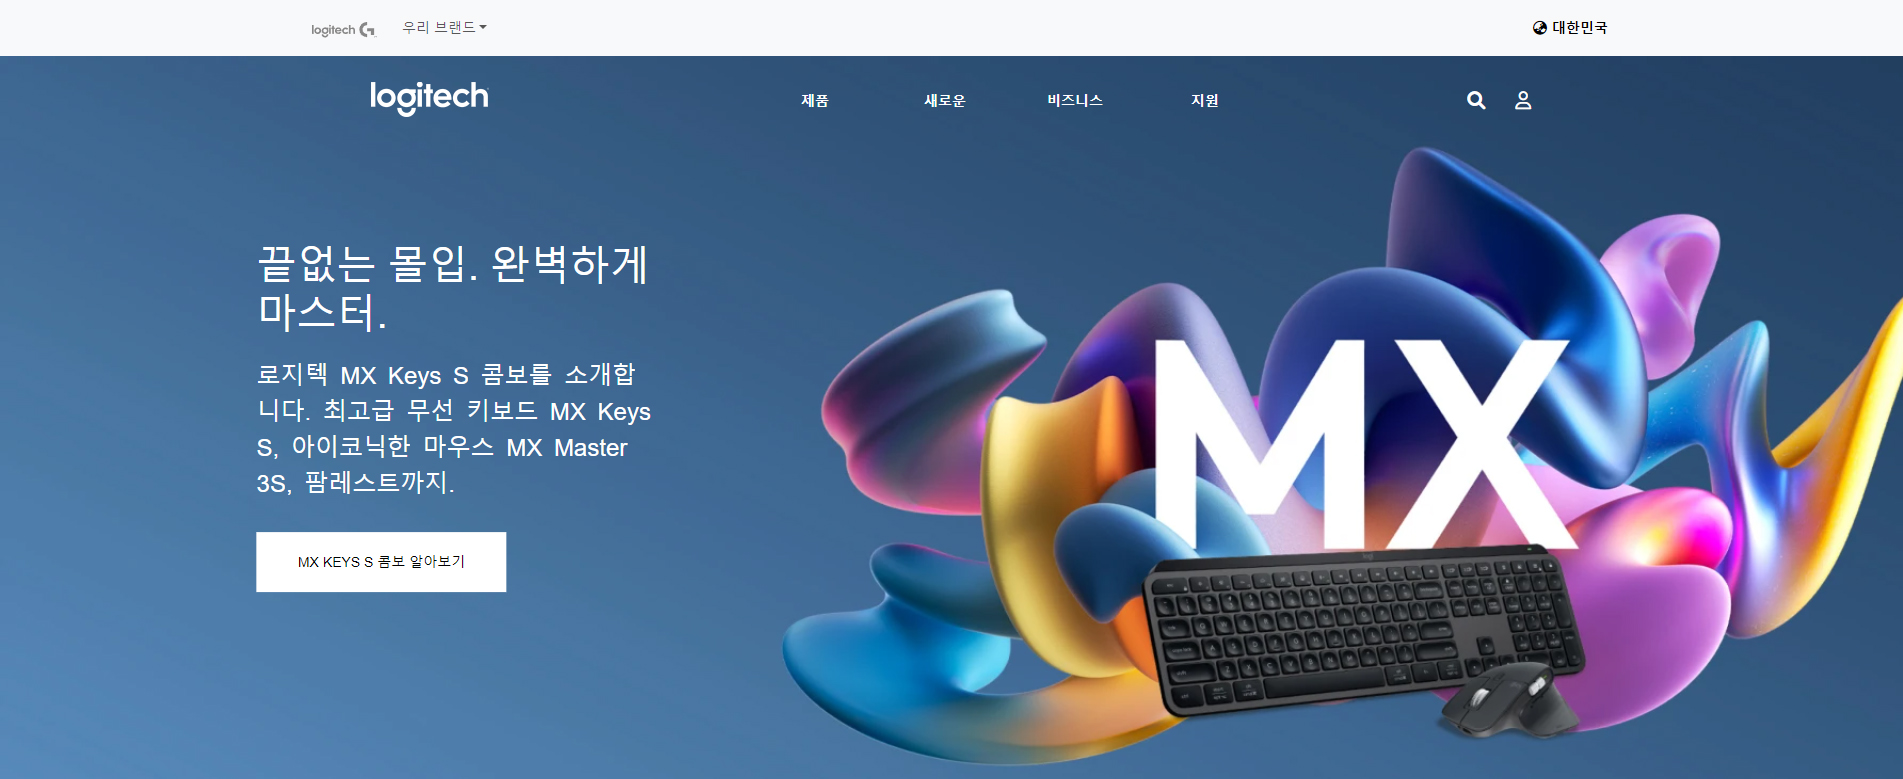 logitech G
우리 브랜드
대한민국
logitech
제품
새로운
비즈니스
지원
끝없는 몰입. 완벽하게
마스터.
로지텍 MX Keys S 콤보를 소개합
니다. 최고급 무선 키보드 MX Keys
S, 아이코닉한 마우스 MX Master
3S, 팜레스트까지.
MX KEYS S 콤보 알아보기
MX
logi